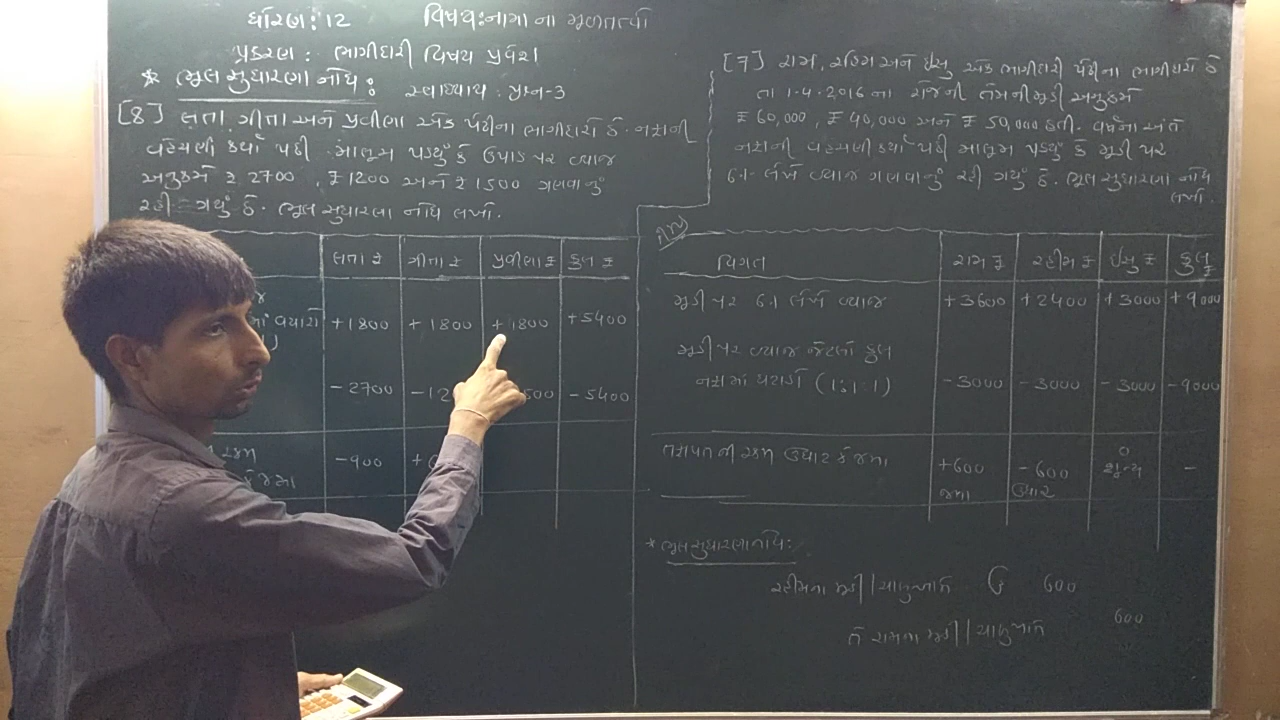 ધોરણ: 12 વિષય: નામા ના મૂળતત્વો
પ્રકરણ : ભાગીદારી વિષય પ્રવેશ
* ભૂલ સુધારણા નોંધ : સ્વાધ્યાય : પ્રશ્ન-3
[8] લતા, ગીતા અને પ્રવીણા એક પેઢીના ભાગીદારો છે. નફાની
વહેંચણી કર્યા પછી માલૂમ પડ્યું કે ઉપાડ પર વ્યાજ
અનુક્રમે ₹ 2700 , ₹ 1200 અને ₹ 1500 ગણવાનું
રહી ગયું છે. ભૂલ સુધારણા નોંધ લખો.
લતા ₹ ગીતા ₹ પ્રવીણા ₹ કુલ ₹
+1800 +1800 +1800 +5400
-2700 -12 500 -5400
-900 +
[7] રામ, રહિમ અને ઈસુ એક ભાગીદારી પેઢીના ભાગીદારો છે
તા 1-4-2016 ના રોજની તેમની મૂડી અનુક્રમે
₹ 60,000 , ₹ 40,000 અને ₹ 50,000 હતી. વર્ષના અંતે
નફાની વહેંચણી કર્યા પછી માલૂમ પડ્યું કે મૂડી પર
6% લેખે વ્યાજ ગણવાનું રહી ગયું છે. ભૂલ સુધારણા નોંધ
લખો.
વિગત રામ ₹ રહીમ ₹ ઈસુ ₹ કુલ ₹
મૂડી પર 6% લેખે વ્યાજ +3600 +2400 +3000 +9000
મૂડી પર વ્યાજ જેટલો કુલ
નફામાં ઘટાડો (1:1:1) -3000 -3000 -3000 -9000
તફાવતની રકમ ઉધાર કે જમા +600 -600 0 -
જમા ઉધાર શૂન્ય
* ભૂલ સુધારણા નોંધ:
રહીમના મૂડી/ચાલુ ખાતે ઉ 600
તે રામના મૂડી/ચાલુ ખાતે 600